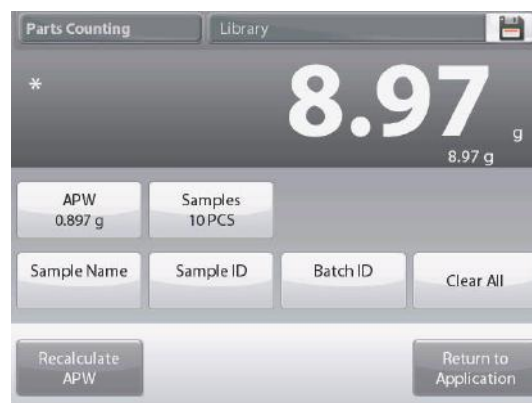 Parts Counting
Library
*
8.97 g
8.97 g
APW
0.897 g
Samples
10 PCS
Sample Name
Sample ID
Batch ID
Clear All
Recalculate
APW
Return to
Application